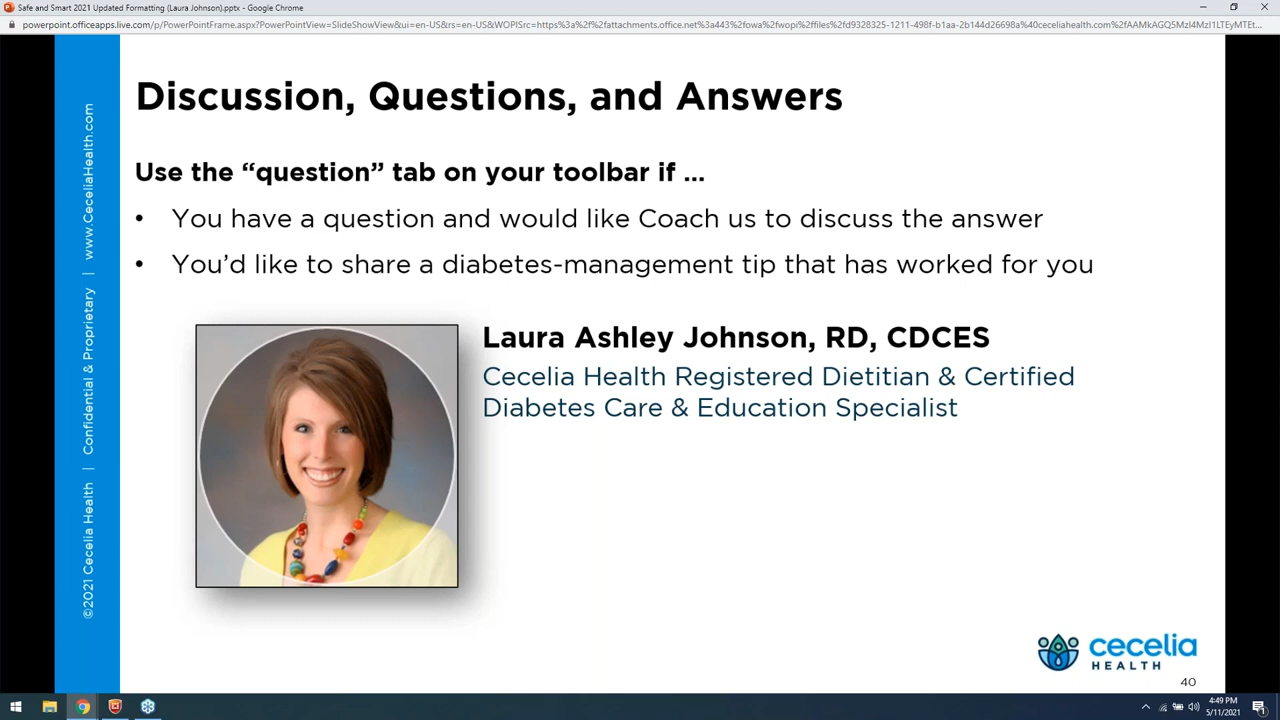 Safe and Smart 2021 Updated Formatting (Laura Johnson).pptx - Google Chrome
powerpoint.officeapps.live.com/p/PowerPointFrame.aspx?PowerPointView=SlideShowView&ui=en-US&rs=en-US&WOPISrc=https%3a%2f%2fattachments.office.net%3a443%2fowa%2fwopi%2ffiles%2fd9328325-1211-498f-b1aa-2b144d26698a%40ceceliahealth.com%2fAAMkAGQ5MzI4MzI1LTEyMTEt...
Discussion, Questions, and Answers
Use the “question” tab on your toolbar if ...
• You have a question and would like Coach us to discuss the answer
• You’d like to share a diabetes-management tip that has worked for you
Laura Ashley Johnson, RD, CDCES
Cecelia Health Registered Dietitian & Certified
Diabetes Care & Education Specialist
©2021 Cecelia Health | Confidential & Proprietary | www.CeceliaHealth.com
cecelia
HEALTH
40
4:49 PM
5/11/2021
1